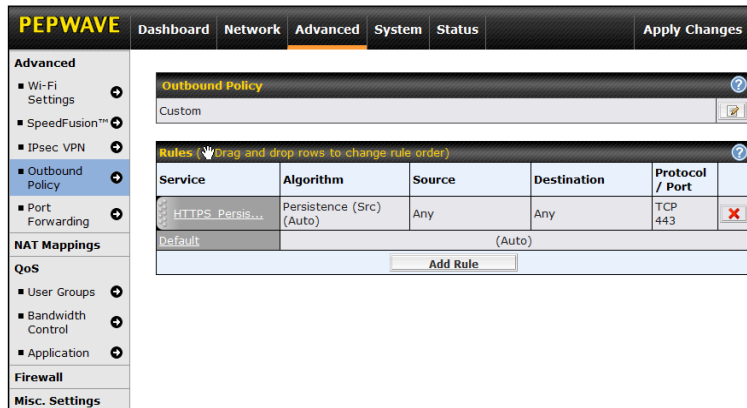 PEPWAVE
Dashboard Network Advanced System Status Apply Changes
Advanced
Wi-Fi
Settings
SpeedFusion™
IPsec VPN
Outbound
Policy
Port
Forwarding
NAT Mappings
QoS
User Groups
Bandwidth
Control
Application
Firewall
Misc. Settings
Outbound Policy
Custom
Rules (Drag and drop rows to change rule order)
Service Algorithm Source Destination Protocol
/ Port
HTTPS_Persis... Persistence (Src)
(Auto) Any Any TCP
443
Default (Auto)
Add Rule